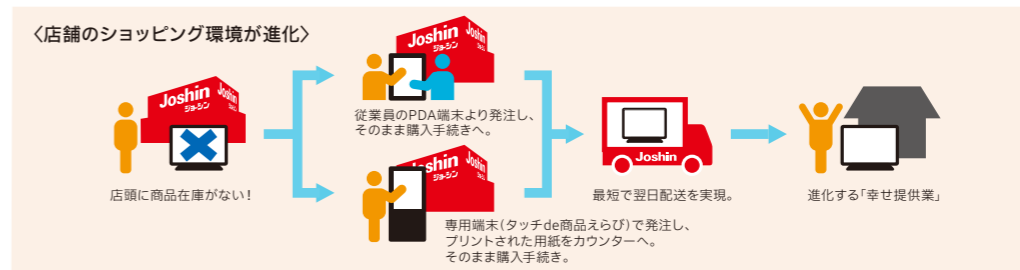 〈店舗のショッピング環境が進化〉
Joshin
ジョーシン
Joshin
ジョーシン
店頭に商品在庫がない！
Joshin
ジョーシン
Joshin
従業員のPDA端末より発注し、
そのまま購入手続きへ。
Joshin
ジョーシン
Joshin
専用端末（タッチde商品えらび）で発注し、
プリントされた用紙をカウンターへ。
そのまま購入手続き。
Joshin
最短で翌日配送を実現。
進化する「幸せ提供業」